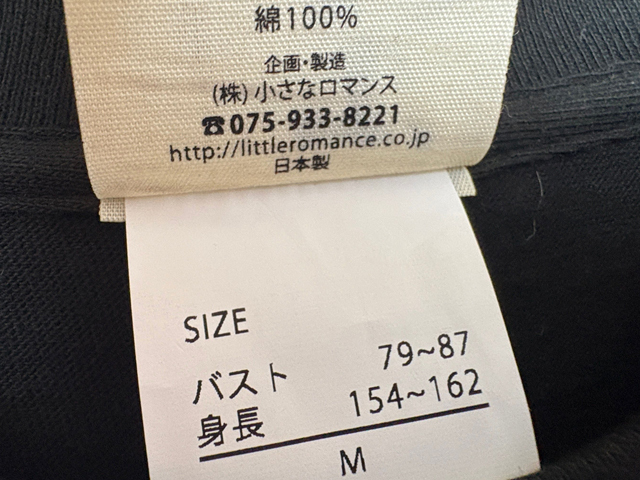 綿100%
企画・製造
(株) 小さなロマンス
☎075-933-8221
http://littleromance.co.jp
日本製
SIZE
バスト 79~87
身長 154~162
M